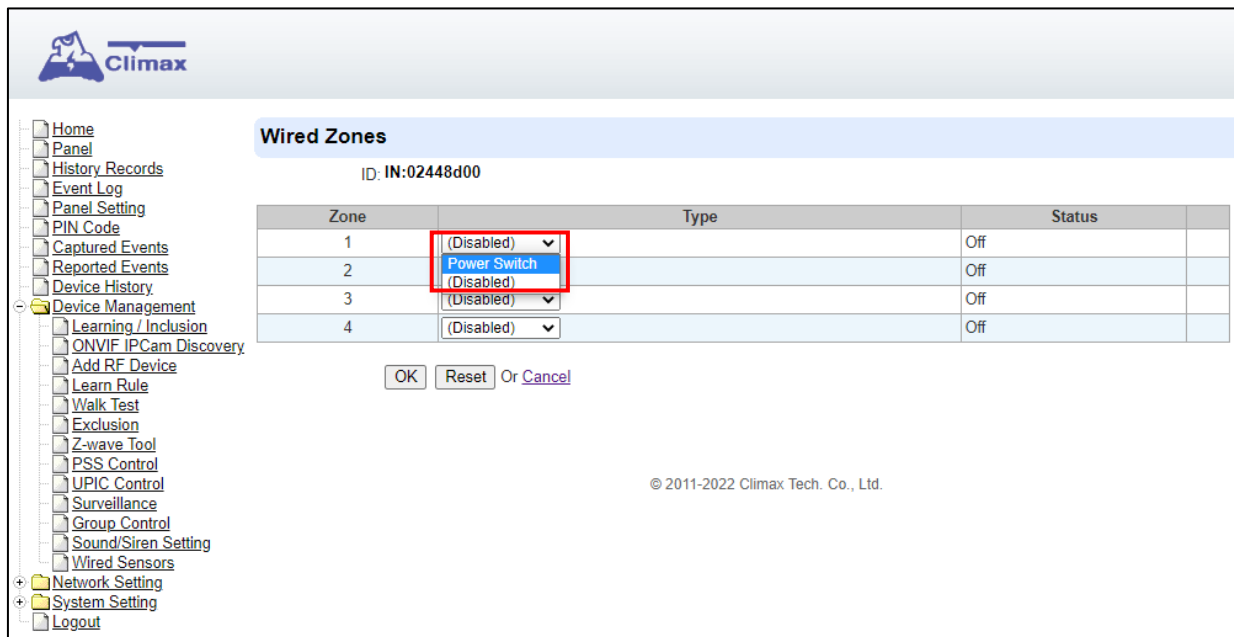 Climax
Home
Panel
History Records
Event Log
Panel Setting
PIN Code
Captured Events
Reported Events
Device History
Device Management
Learning / Inclusion
ONVIF IPCam Discovery
Add RF Device
Learn Rule
Walk Test
Exclusion
Z-wave Tool
PSS Control
UPIC Control
Surveillance
Group Control
Sound/Siren Setting
Wired Sensors
Network Setting
System Setting
Logout
Wired Zones
ID: IN:02448d00
Zone Type Status
1 (Disabled) Off
Power Switch
2 (Disabled) Off
3 (Disabled) Off
4 (Disabled) Off
OK Reset Or Cancel
© 2011-2022 Climax Tech. Co., Ltd.